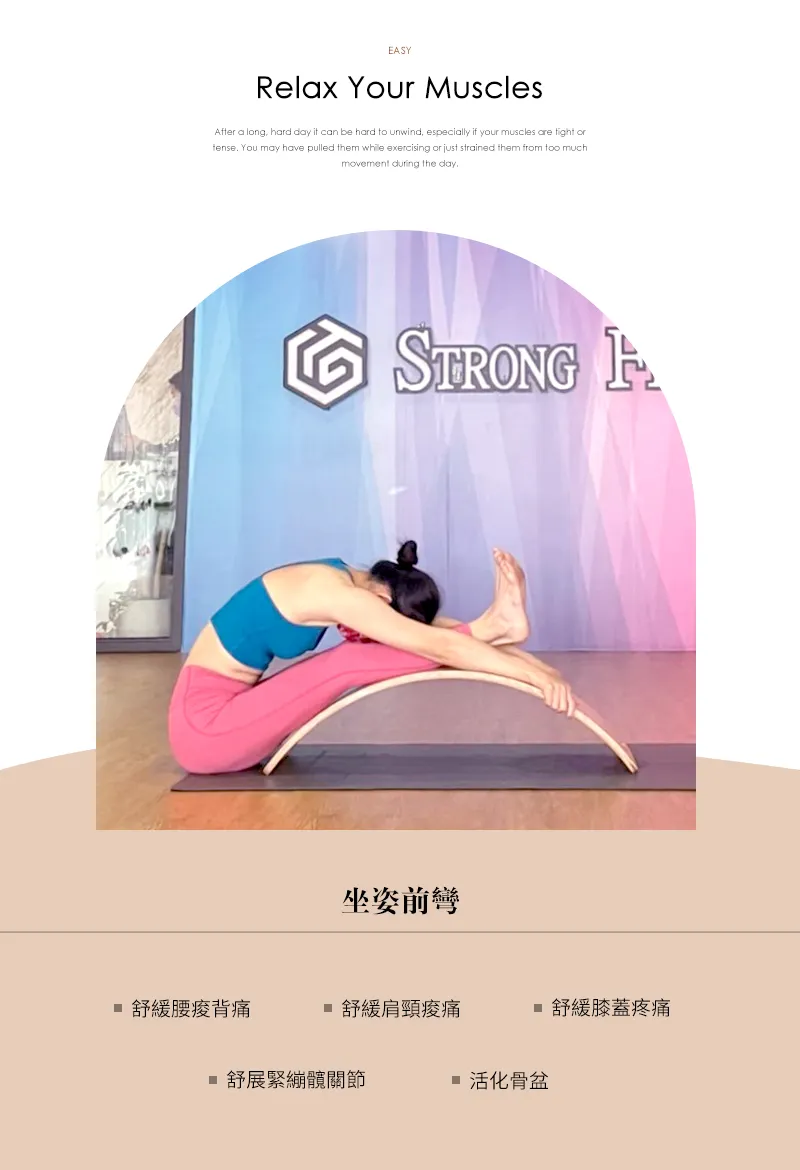 EASY
Relax Your Muscles
After a long, hard day it can be hard to unwind, especially if your muscles are tight or
tense. You may have pulled them while exercising or just strained them from too much
movement during the day.
STRONG
坐姿前彎
舒緩腰痠背痛
舒緩肩頸痠痛
舒緩膝蓋疼痛
舒展緊繃髖關節
活化骨盆